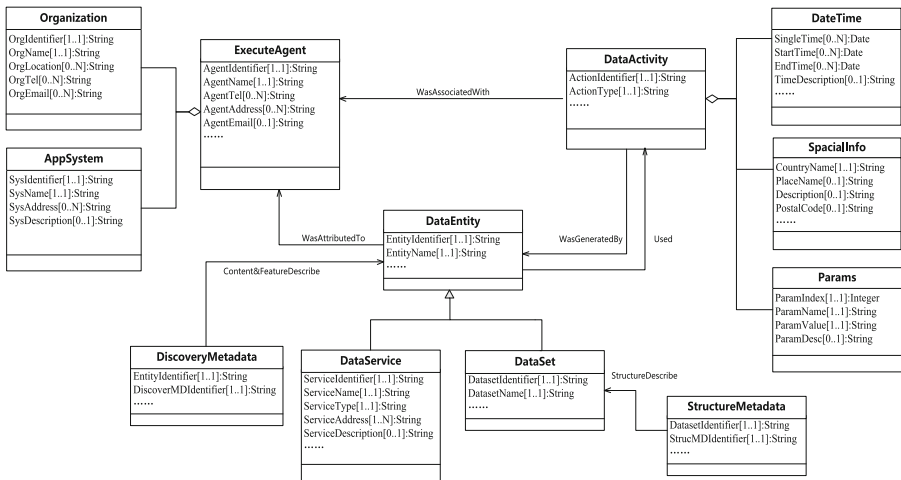 Organization
OrgIdentifier[1..1]:String
OrgName[1..1]:String
OrgLocation[0..N]:String
OrgTel[0..N]:String
OrgEmail[0..N]:String
AppSystem
SysIdentifier[1..1]:String
SysName[1..1]:String
SysAddress[0..N]:String
SysDescription[0..1]:String
ExecuteAgent
AgentIdentifier[1..1]:String
AgentName[1..1]:String
AgentTel[0..N]:String
AgentAddress[0..N]:String
AgentEmail[0..1]:String
......
WasAssociatedWith
DataActivity
ActionIdentifier[1..1]:String
ActionType[1..1]:String
......
DateTime
SingleTime[0..N]:Date
StartTime[0..N]:Date
EndTime[0..N]:Date
TimeDescription[0..1]:String
......
SpacialInfo
CountryName[1..1]:String
PlaceName[0..1]:String
Description[0..1]:String
PostalCode[0..1]:String
......
Params
ParamIndex[1..1]:Integer
ParamName[1..1]:String
ParamValue[1..1]:String
ParamDesc[0..1]:String
WasAttributedTo
DataEntity
EntityIdentifier[1..1]:String
EntityName[1..1]:String
......
WasGeneratedBy
Used
Content&FeatureDescribe
DiscoveryMetadata
EntityIdentifier[1..1]:String
DiscoverMDIdentifier[1..1]:String
......
DataService
ServiceIdentifier[1..1]:String
ServiceName[1..1]:String
ServiceType[1..1]:String
ServiceAddress[1..N]:String
ServiceDescription[0..1]:String
......
DataSet
DatasetIdentifier[1..1]:String
DatasetName[1..1]:String
......
StructureDescribe
StructureMetadata
DatasetIdentifier[1..1]:String
StrucMDIdentifier[1..1]:String
......